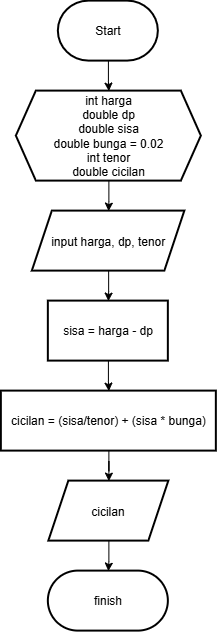 Start
int harga
double dp
double sisa
double bunga = 0.02
int tenor
double cicilan
input harga, dp, tenor
sisa = harga - dp
cicilan = (sisa/tenor) + (sisa * bunga)
cicilan
finish